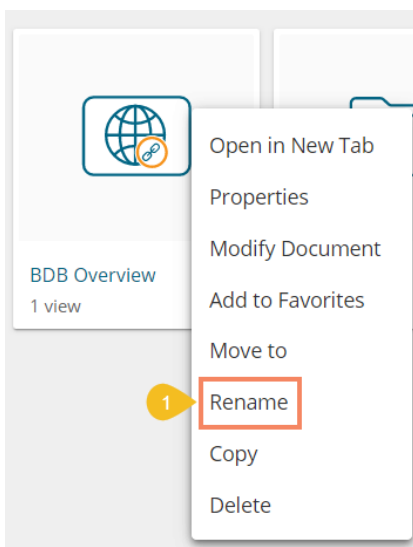 BDB Overview
1 view
Open in New Tab
Properties
Modify Document
Add to Favorites
Move to
1
Rename
Copy
Delete